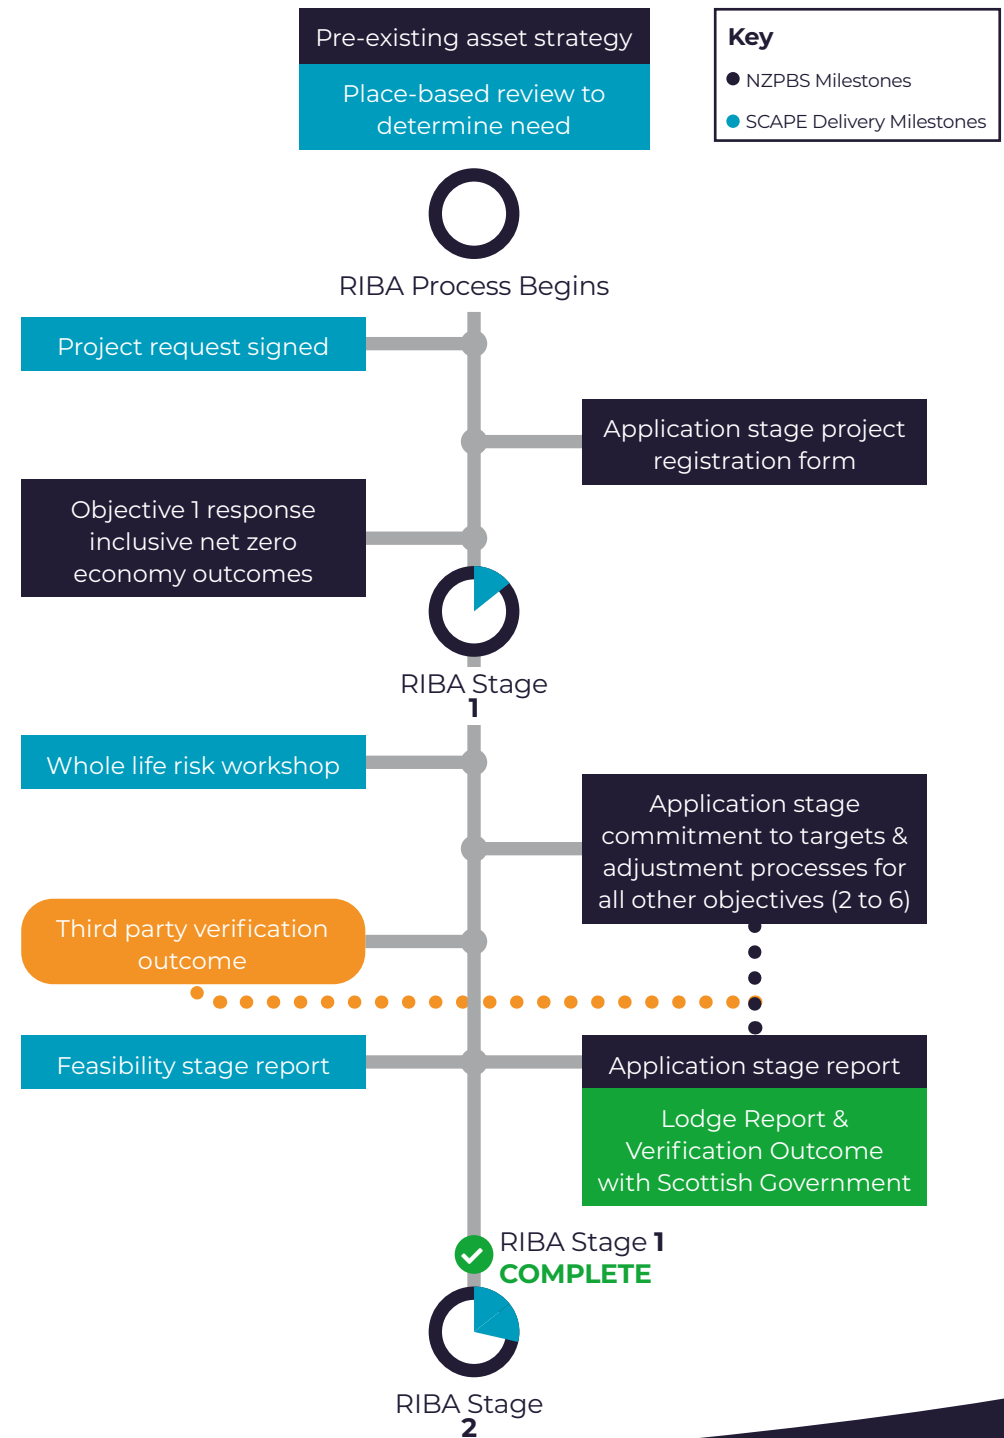 Pre-existing asset strategy
Place-based review to
determine need
Key
NZPBS Milestones
SCAPE Delivery Milestones
RIBA Process Begins
Project request signed
Application stage project
registration form
Objective 1 response
inclusive net zero
economy outcomes
RIBA Stage
1
Whole life risk workshop
Application stage
commitment to targets &
adjustment processes for
all other objectives (2 to 6)
Third party verification
outcome
Feasibility stage report
Application stage report
Lodge Report &
Verification Outcome
with Scottish Government
RIBA Stage 1
COMPLETE
RIBA Stage
2